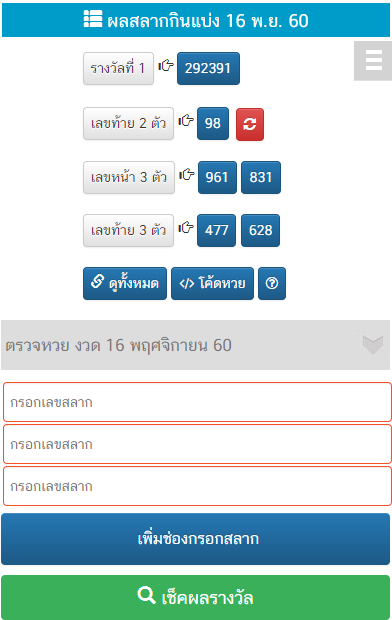 ผลสลากกินแบ่ง 16 พ.ย. 60
รางวัลที่ 1 292391
เลขท้าย 2 ตัว 98
เลขหน้า 3 ตัว 961 831
เลขท้าย 3 ตัว 477 628
ดูทั้งหมด </> โค้ดหวย ?
ตรวจหวย งวด 16 พฤศจิกายน 60
กรอกเลขสลาก
กรอกเลขสลาก
กรอกเลขสลาก
เพิ่มช่องกรอกสลาก
เช็คผลรางวัล